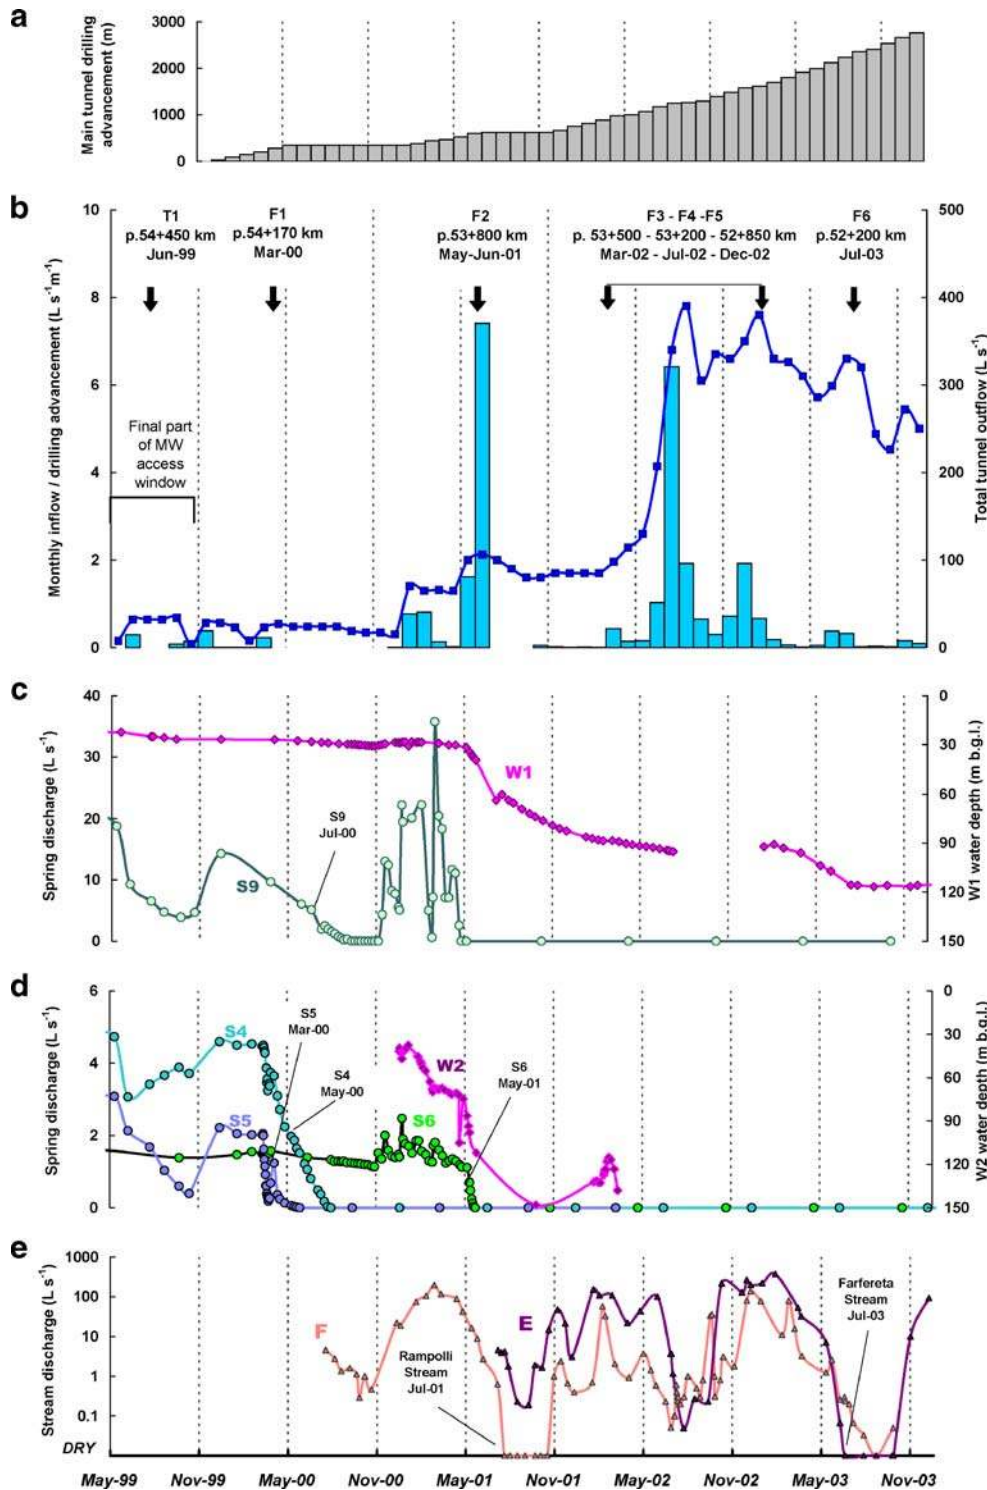 a
Main tunnel drilling
advancement (m)
3000
2000
1000
0
b
Monthly inflow / drilling advancement (L s⁻¹m⁻¹)
10
8
6
4
2
0
T1
p.54+450 km
Jun-99
F1
p.54+170 km
Mar-00
F2
p.53+800 km
May-Jun-01
F3 - F4 -F5
p. 53+500 - 53+200 - 52+850 km
Mar-02 - Jul-02 - Dec-02
F6
p.52+200 km
Jul-03
Final part
of MW
access
window
500
400
300
200
100
0
Total tunnel outflow (L s⁻¹)
c
Spring discharge (L s⁻¹)
40
30
20
10
0
W1
S9
Jul-00
S9
0
30
60
90
120
150
W1 water depth (m b.g.l.)
d
Spring discharge (L s⁻¹)
6
4
2
0
S4
S5
Mar-00
S4
May-00
S5
W2
S6
S6
May-01
0
30
60
90
120
150
W2 water depth (m b.g.l.)
e
Stream discharge (L s⁻¹)
1000
100
10
1
0.1
DRY
F
Rampolli
Stream
Jul-01
E
Farfereta
Stream
Jul-03
May-99 Nov-99 May-00 Nov-00 May-01 Nov-01 May-02 Nov-02 May-03 Nov-03